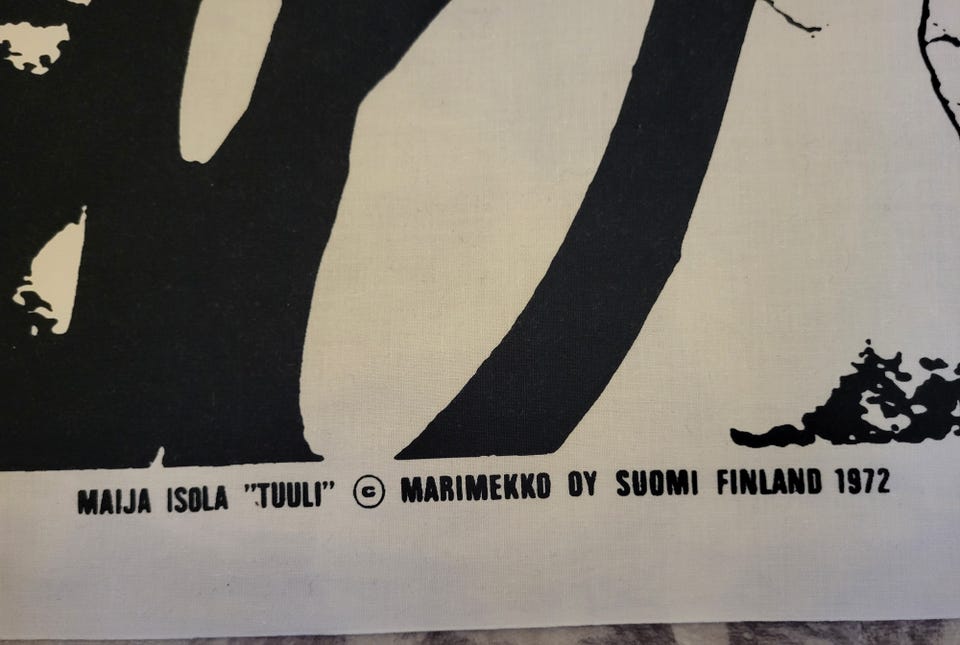 MAIJA ISOLA "TUULI" © MARIMEKKO OY SUOMI FINLAND 1972